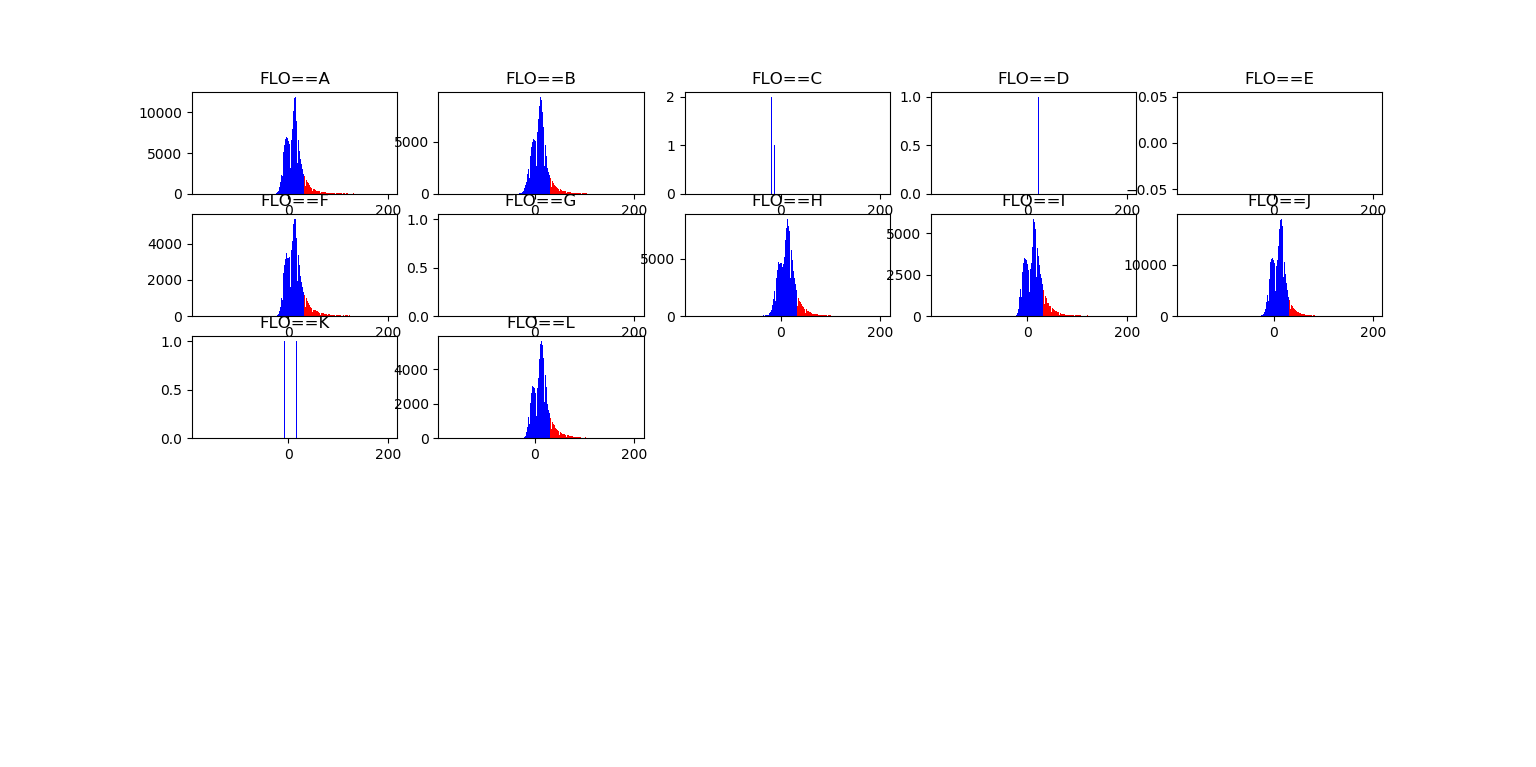 FLO==A FLO==B FLO==C FLO==D FLO==E
10000 5000 0 0 200
5000 0 0 200
2 1 0 0 200
1.0 0.5 0.0 0 200
0.05 0.00 −0.05 0 200
FLO==F FLO==G FLO==H FLO==I FLO==J
4000 2000 0 0 200
1.0 0.5 0.0 0 200
5000 0 0 200
5000 2500 0 0 200
10000 0 0 200
FLO==K FLO==L
1.0 0.5 0.0 0 200
4000 2000 0 0 200